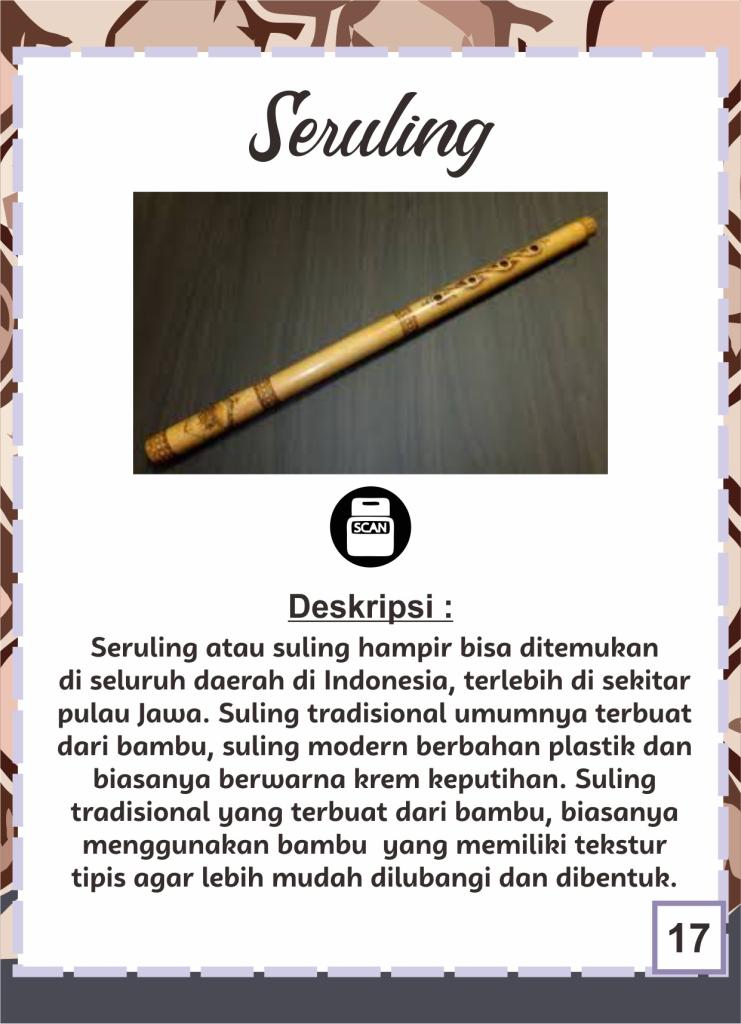 Seruling
SCAN
Deskripsi :
Seruling atau suling hampir bisa ditemukan
di seluruh daerah di Indonesia, terlebih di sekitar
pulau Jawa. Suling tradisional umumnya terbuat
dari bambu, suling modern berbahan plastik dan
biasanya berwarna krem keputihan. Suling
tradisional yang terbuat dari bambu, biasanya
menggunakan bambu  yang memiliki tekstur
tipis agar lebih mudah dilubangi dan dibentuk.
17